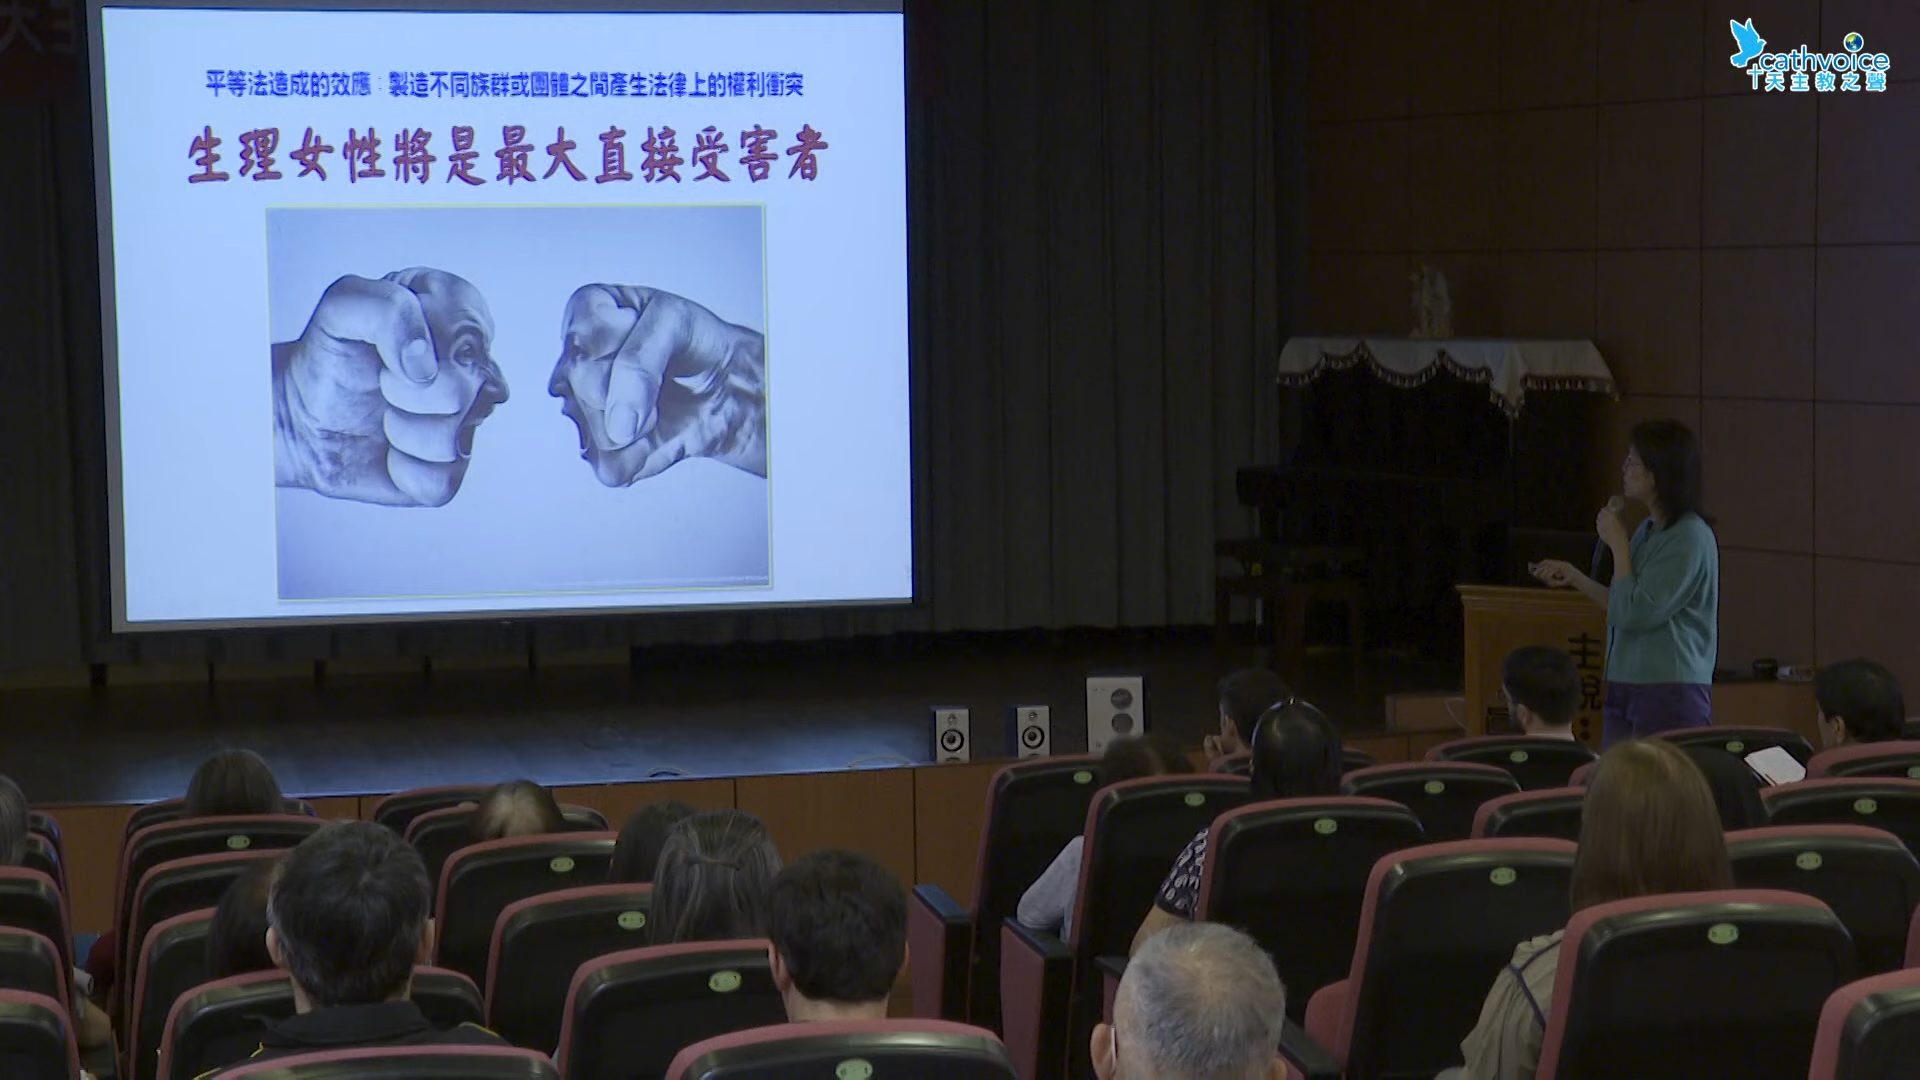 平等法造成的效應：製造不同族群或團體之間產生法律上的權利衝突
生理女性將是最大直接受害者
cathvoice
天主教之聲
主